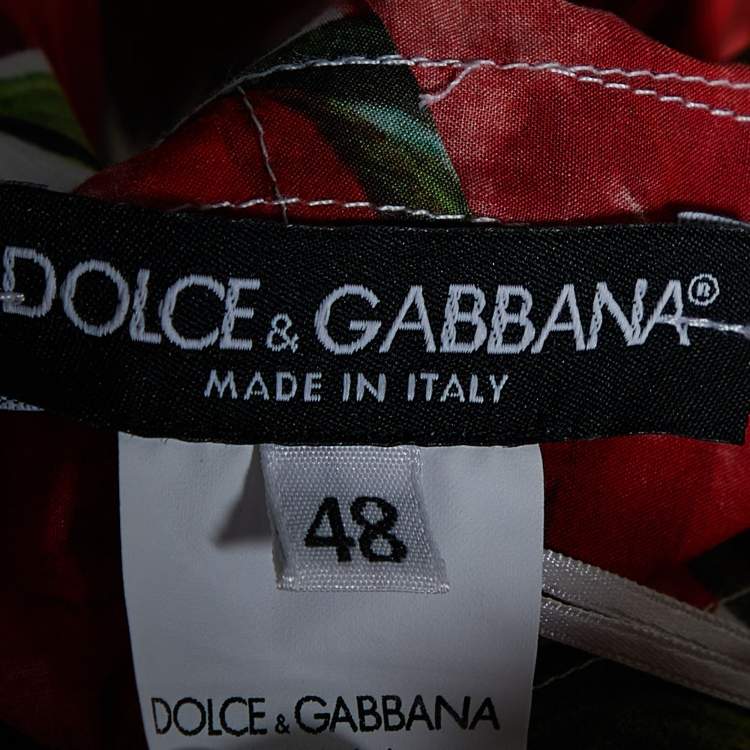 DOLCE & GABBANA®
MADE IN ITALY
48
DOLCE & GABBANA